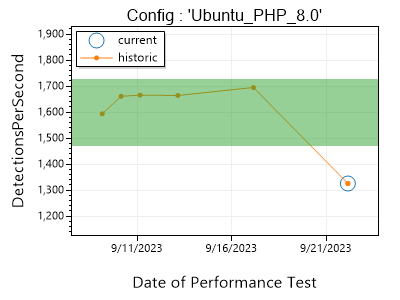 Config : 'Ubuntu_PHP_8.0'
current
historic
DetectionsPerSecond
1,900
1,800
1,700
1,600
1,500
1,400
1,300
1,200
9/11/2023 9/16/2023 9/21/2023
Date of Performance Test